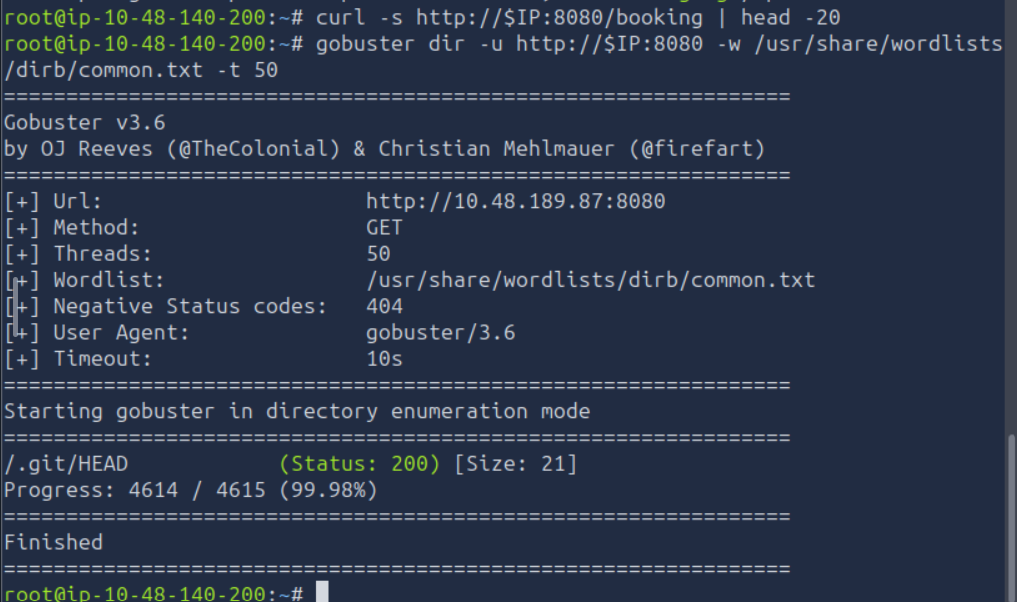 root@ip-10-48-140-200:~# curl -s http://$IP:8080/booking | head -20
root@ip-10-48-140-200:~# gobuster dir -u http://$IP:8080 -w /usr/share/wordlists
/dirb/common.txt -t 50
===============================================================
Gobuster v3.6
by OJ Reeves (@TheColonial) & Christian Mehlmauer (@firefart)
===============================================================
[+] Url:                     http://10.48.189.87:8080
[+] Method:                  GET
[+] Threads:                 50
[+] Wordlist:                /usr/share/wordlists/dirb/common.txt
[+] Negative Status codes:   404
[+] User Agent:              gobuster/3.6
[+] Timeout:                 10s
===============================================================
Starting gobuster in directory enumeration mode
===============================================================
/.git/HEAD            (Status: 200) [Size: 21]
Progress: 4614 / 4615 (99.98%)
===============================================================
Finished
===============================================================
root@ip-10-48-140-200:~#